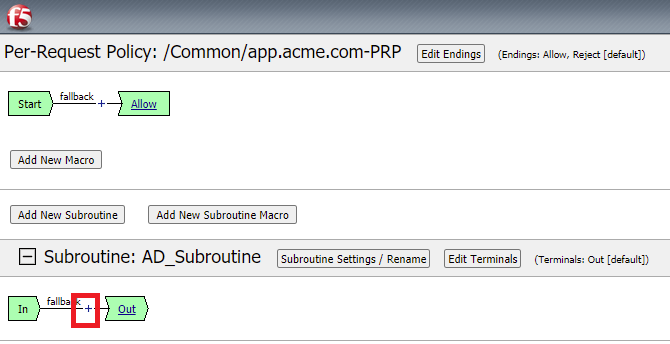 f5
Per-Request Policy: /Common/app.acme.com-PRP Edit Endings (Endings: Allow, Reject [default])
Start fallback + Allow
Add New Macro
Add New Subroutine Add New Subroutine Macro
Subroutine: AD_Subroutine Subroutine Settings / Rename Edit Terminals (Terminals: Out [default])
In fallback + Out